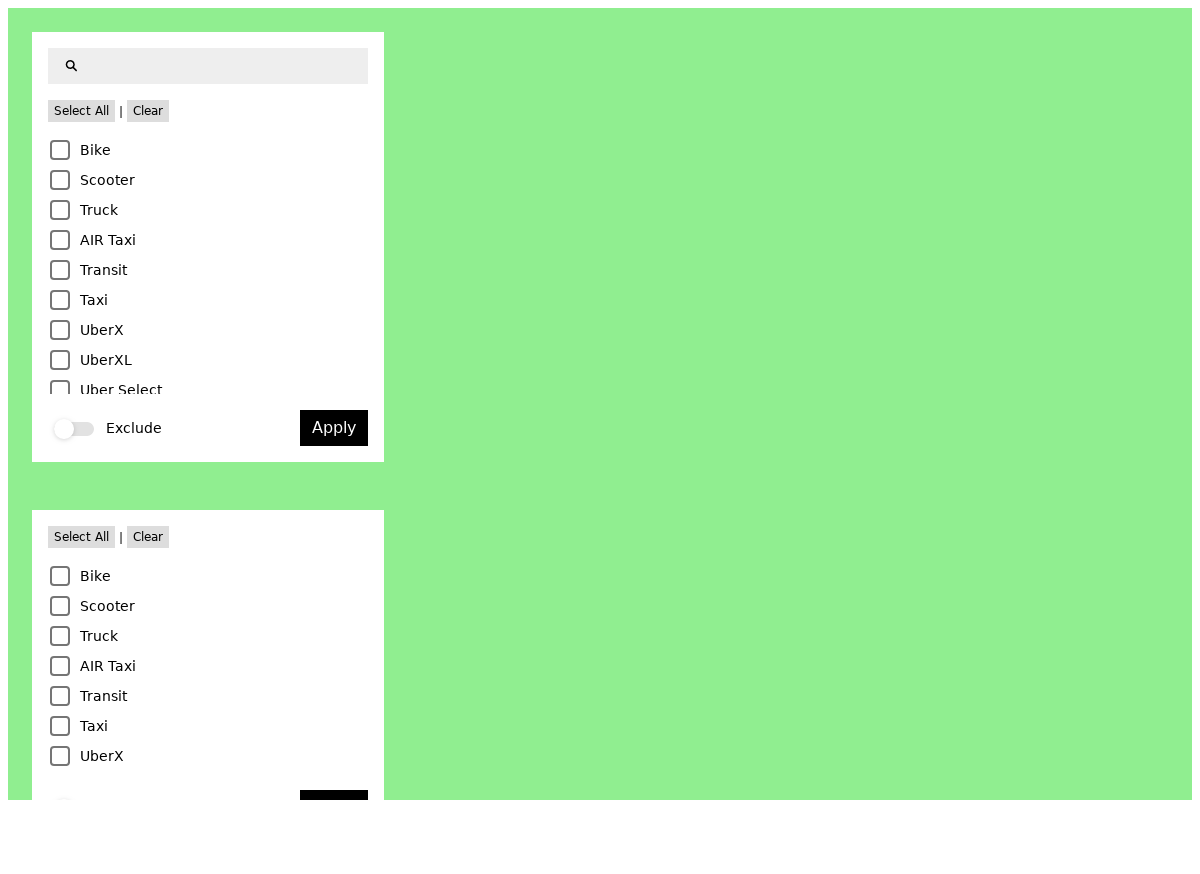 Select All | Clear
Bike
Scooter
Truck
AIR Taxi
Transit
Taxi
UberX
UberXL
Uber Select
Exclude Apply
Select All | Clear
Bike
Scooter
Truck
AIR Taxi
Transit
Taxi
UberX